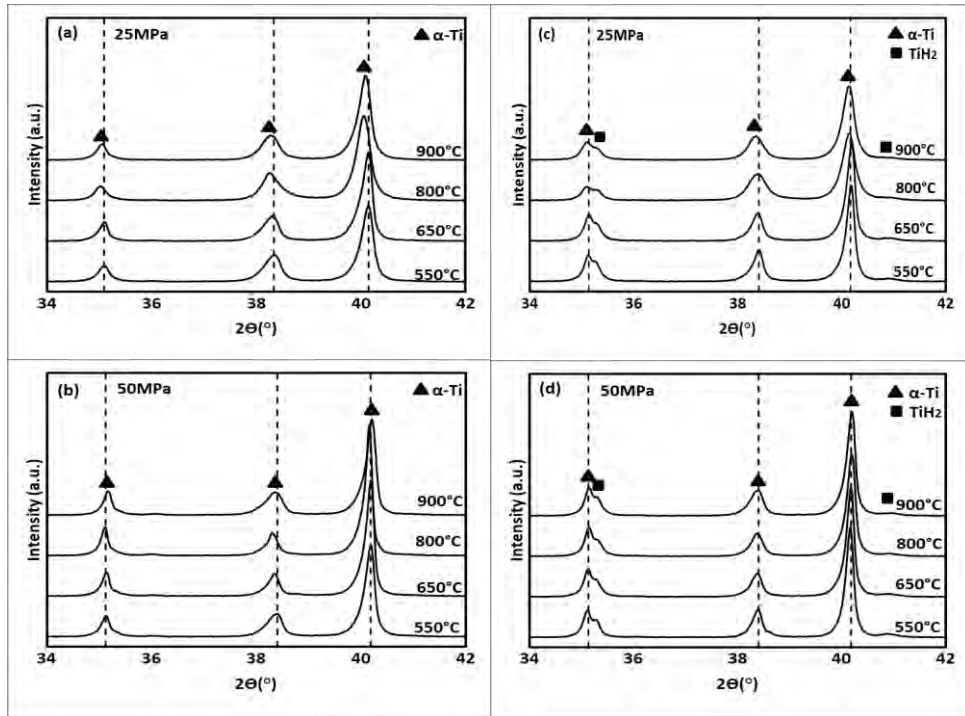 (a) 25MPa ▲ α-Ti
Intensity (a.u.)
900°C
800°C
650°C
550°C
34 36 38 40 42
2Θ(°)
(c) 25MPa ▲ α-Ti
■ TiH2
Intensity (a.u.)
900°C
800°C
650°C
550°C
34 36 38 40 42
2Θ(°)
(b) 50MPa ▲ α-Ti
Intensity (a.u.)
900°C
800°C
650°C
550°C
34 36 38 40 42
2Θ(°)
(d) 50MPa ▲ α-Ti
■ TiH2
Intensity (a.u.)
900°C
800°C
650°C
550°C
34 36 38 40 42
2Θ(°)